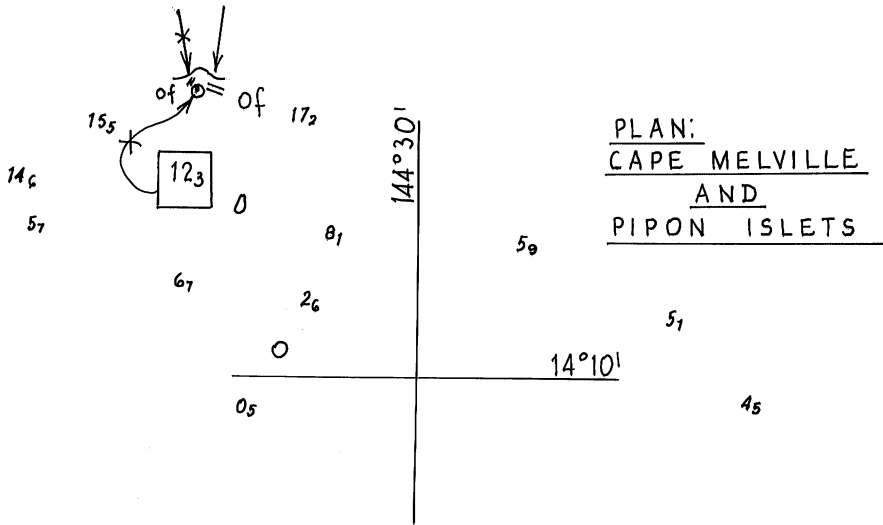 of
of
15₅
17₂
14₆
12₃
5₇
0
8₁
6₇
2₆
0₅
144°30'
14°10'
5₉
5₁
4₅
PLAN:
CAPE MELVILLE
AND
PIPON ISLETS